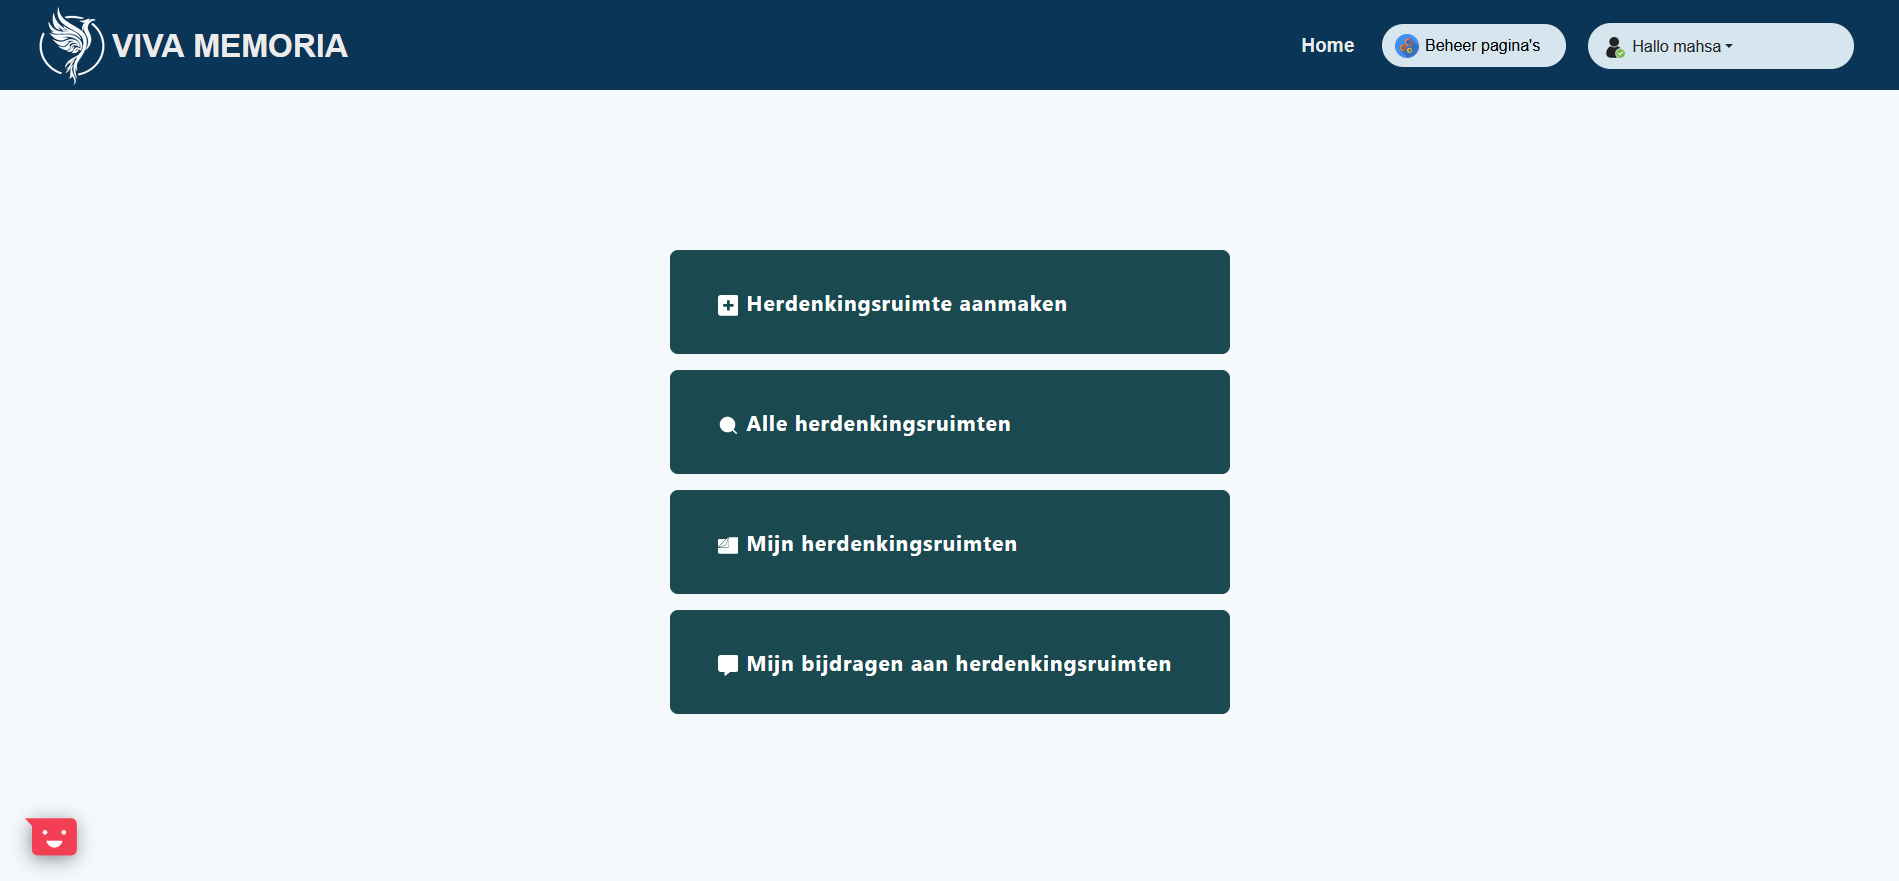 VIVA MEMORIA
Home
Beheer pagina's
Hallo mahsa
Herdenkingsruimte aanmaken
Alle herdenkingsruimten
Mijn herdenkingsruimten
Mijn bijdragen aan herdenkingsruimten